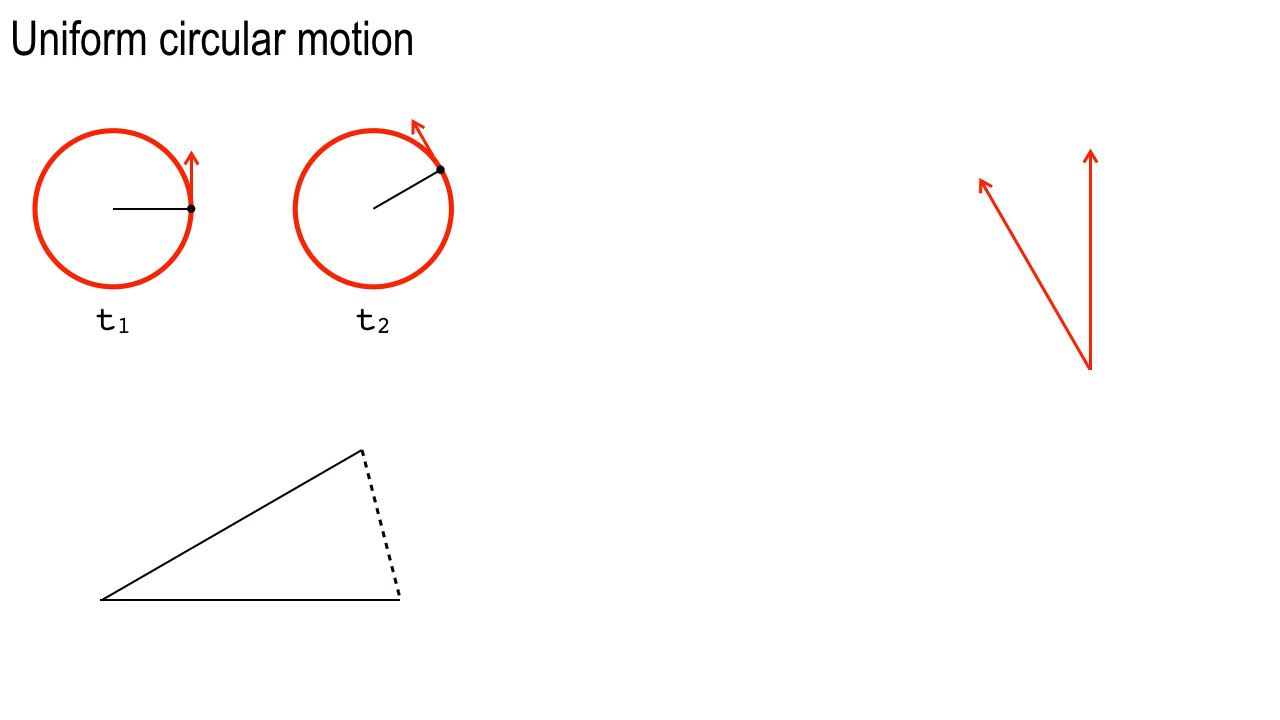 Uniform circular motion
t₁ t₂